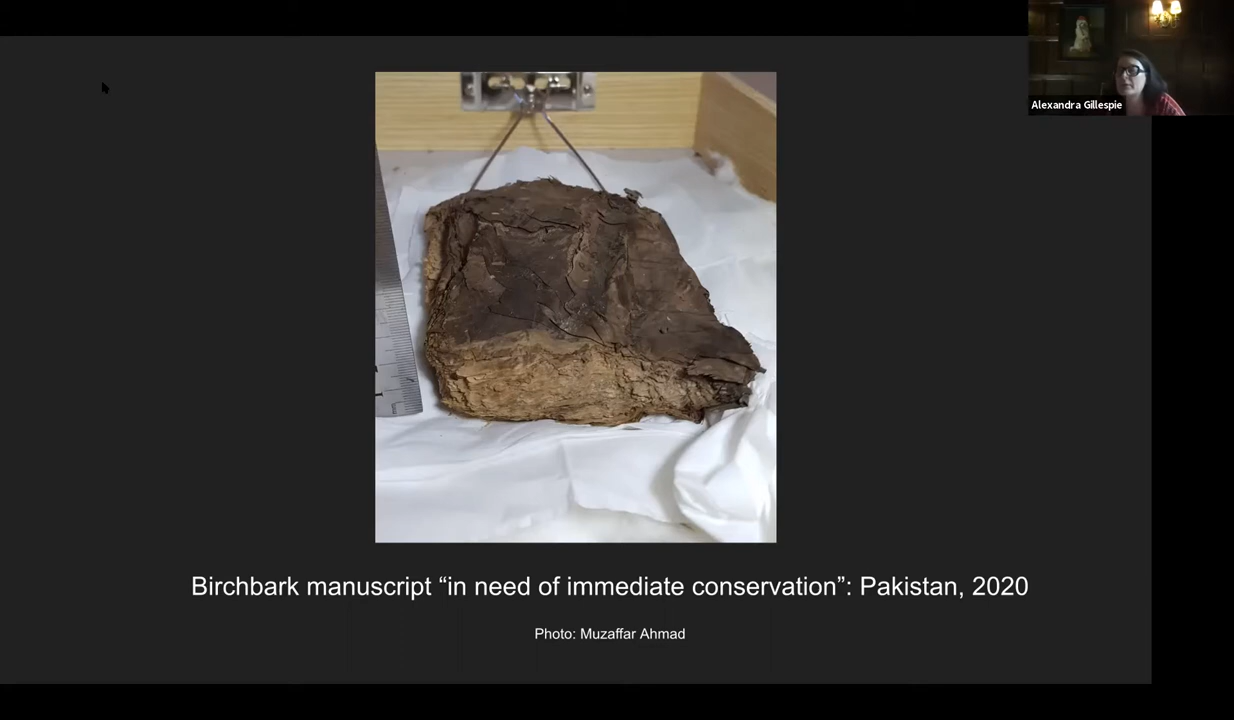 Alexandra Gillespie
Birchbark manuscript “in need of immediate conservation”: Pakistan, 2020
Photo: Muzaffar Ahmad